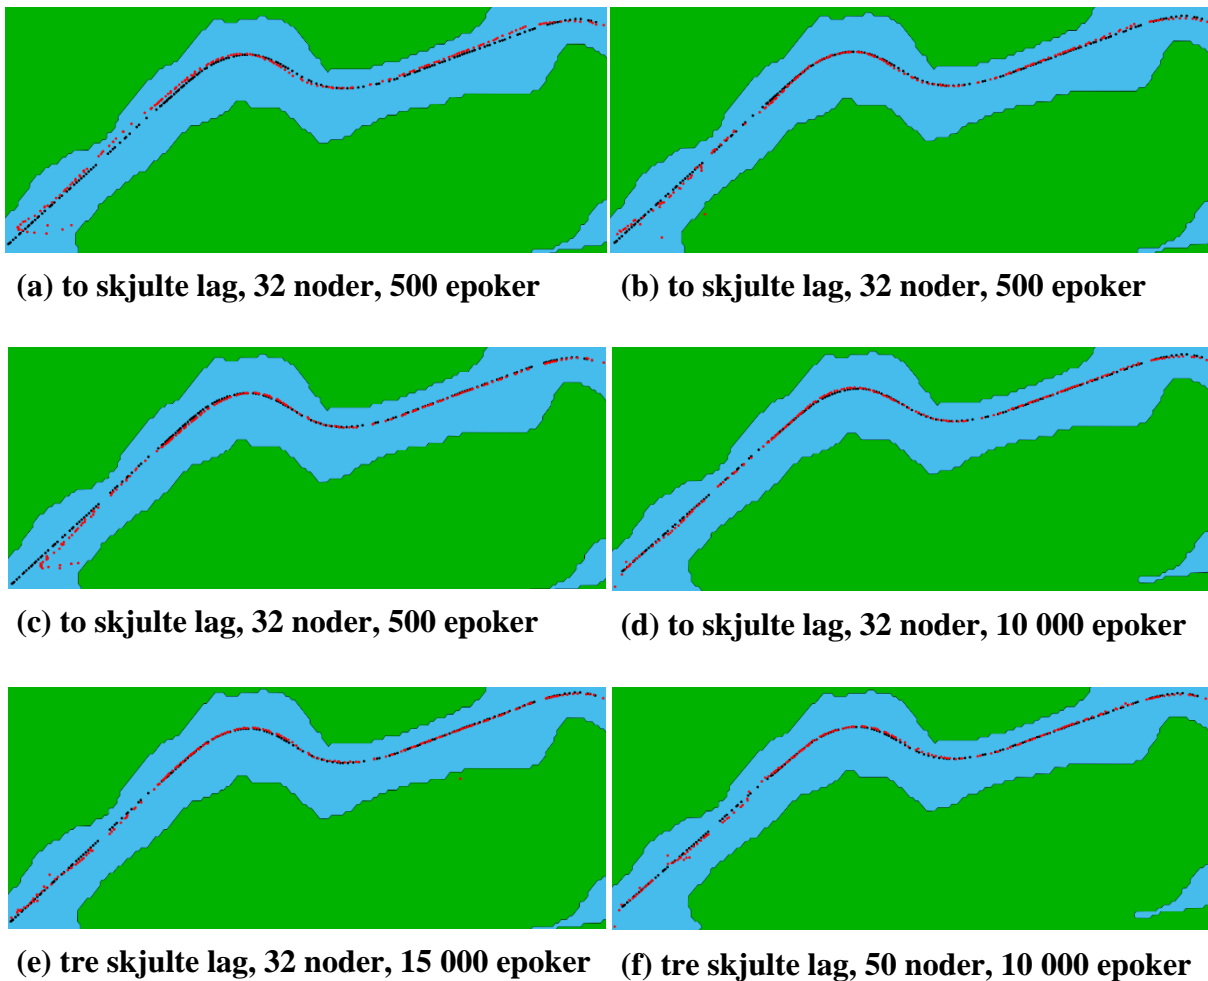 (a) to skjulte lag, 32 noder, 500 epoker
(b) to skjulte lag, 32 noder, 500 epoker
(c) to skjulte lag, 32 noder, 500 epoker
(d) to skjulte lag, 32 noder, 10 000 epoker
(e) tre skjulte lag, 32 noder, 15 000 epoker
(f) tre skjulte lag, 50 noder, 10 000 epoker